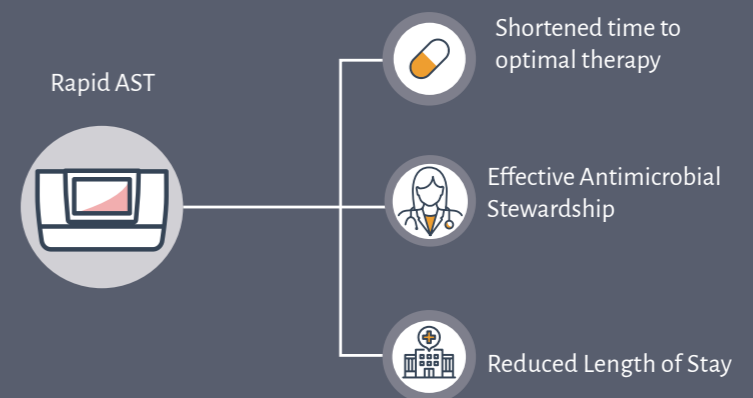 Rapid AST
Shortened time to
optimal therapy
Effective Antimicrobial
Stewardship
Reduced Length of Stay